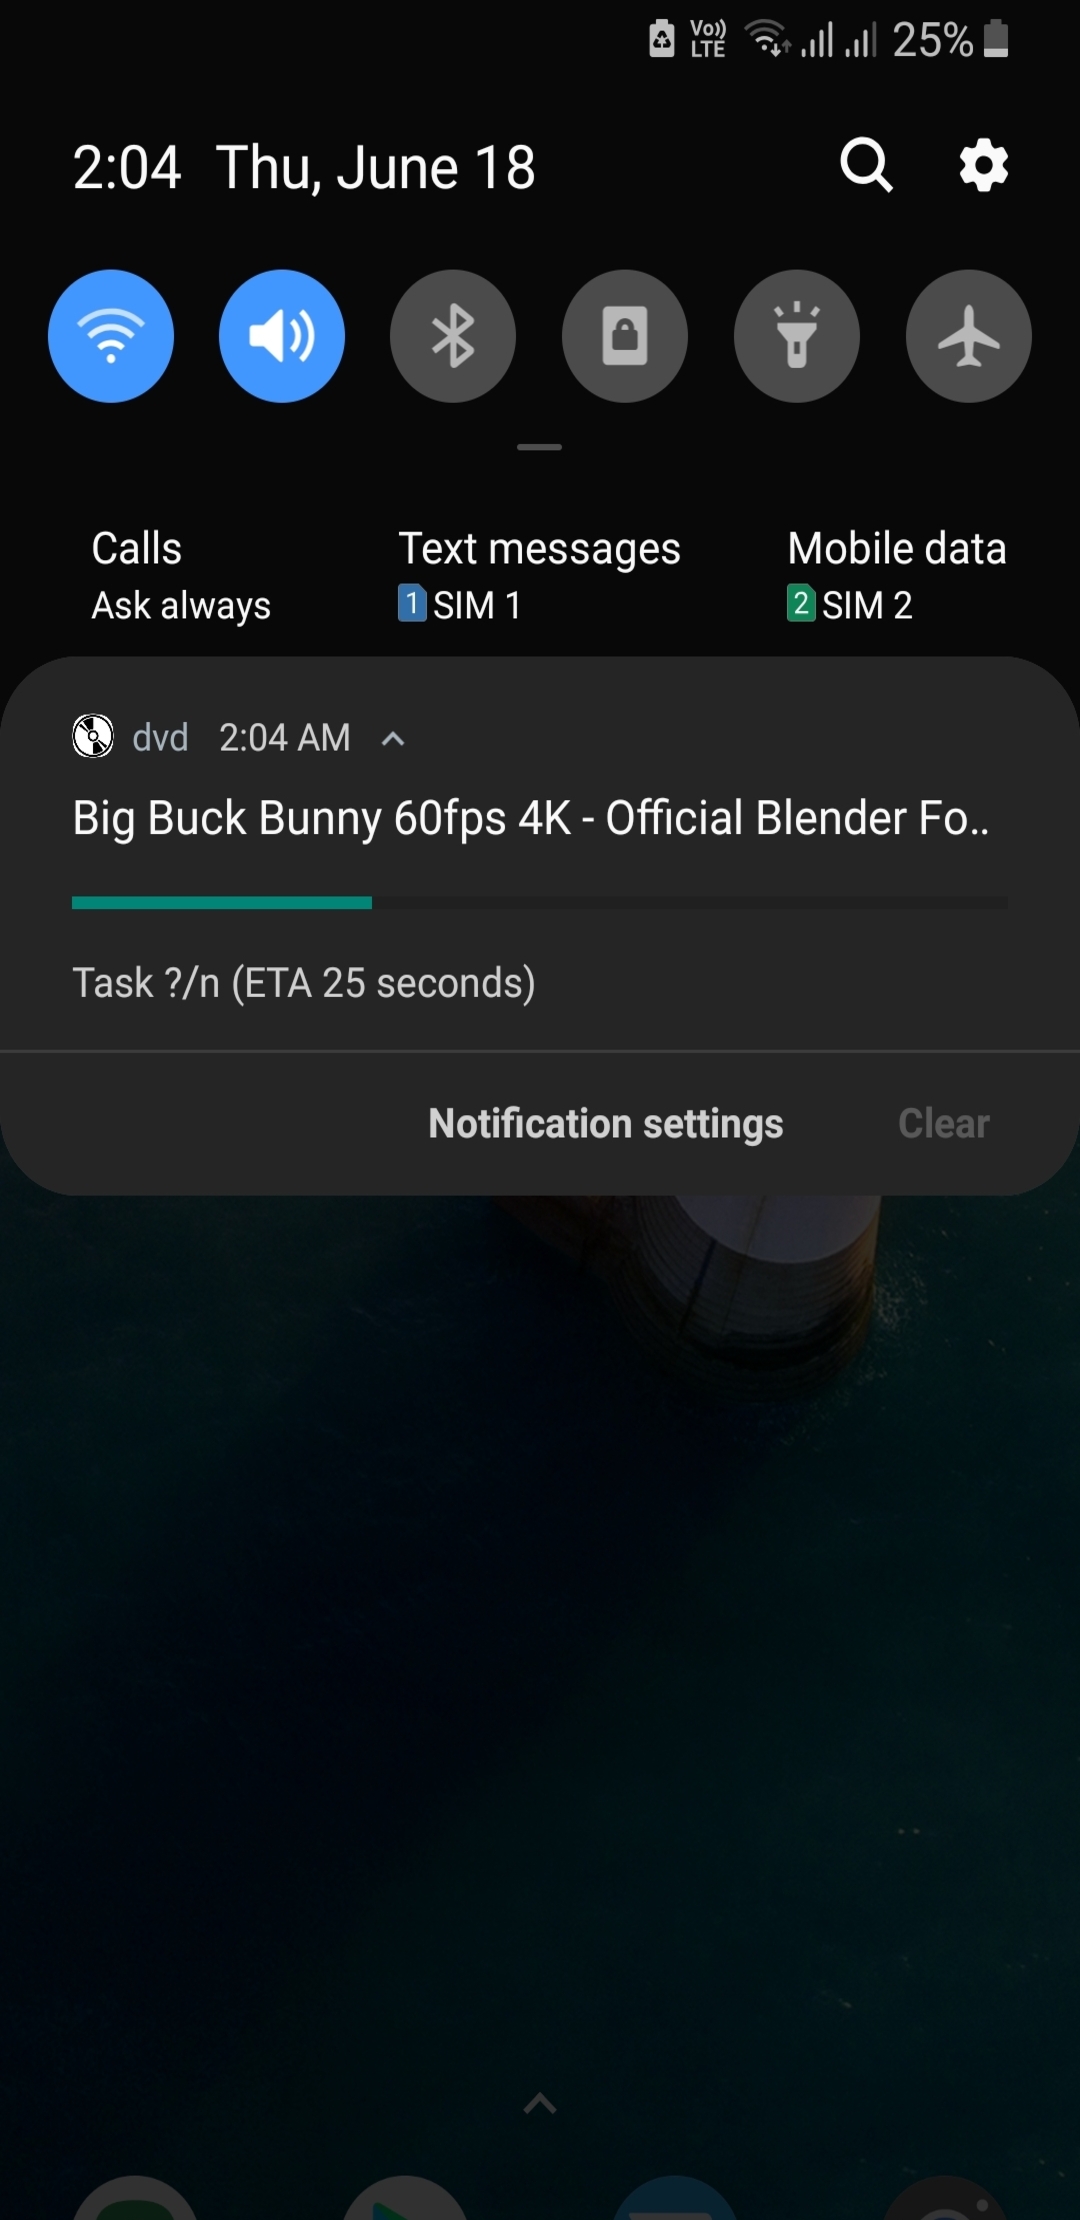 Vo)) LTE 25%
2:04 Thu, June 18
Calls Text messages Mobile data
Ask always 1 SIM 1 2 SIM 2
dvd 2:04 AM
Big Buck Bunny 60fps 4K - Official Blender Fo..
Task ?/n (ETA 25 seconds)
Notification settings Clear